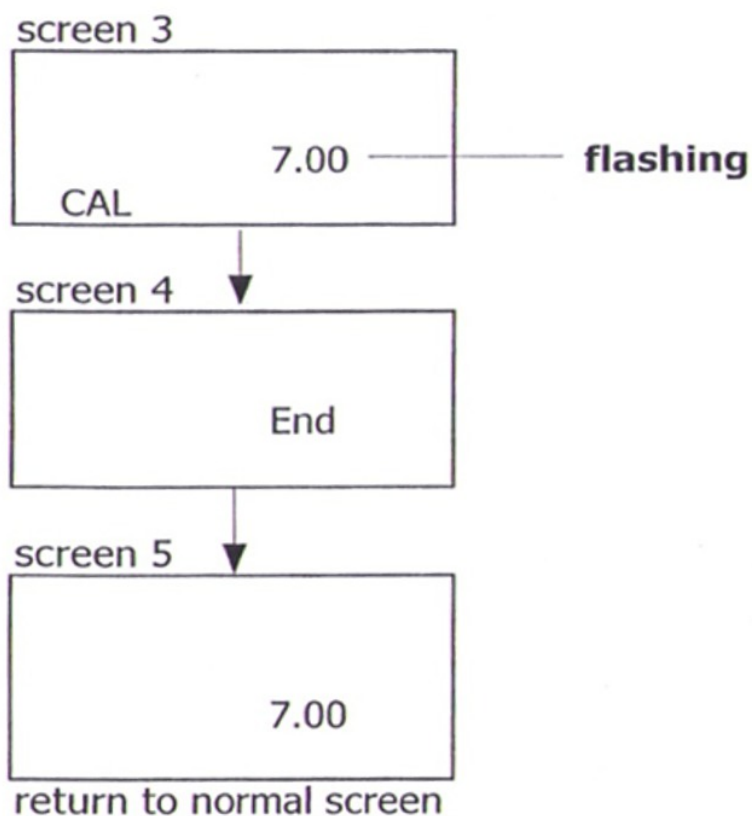 screen 3
7.00
flashing
CAL
screen 4
End
screen 5
7.00
return to normal screen